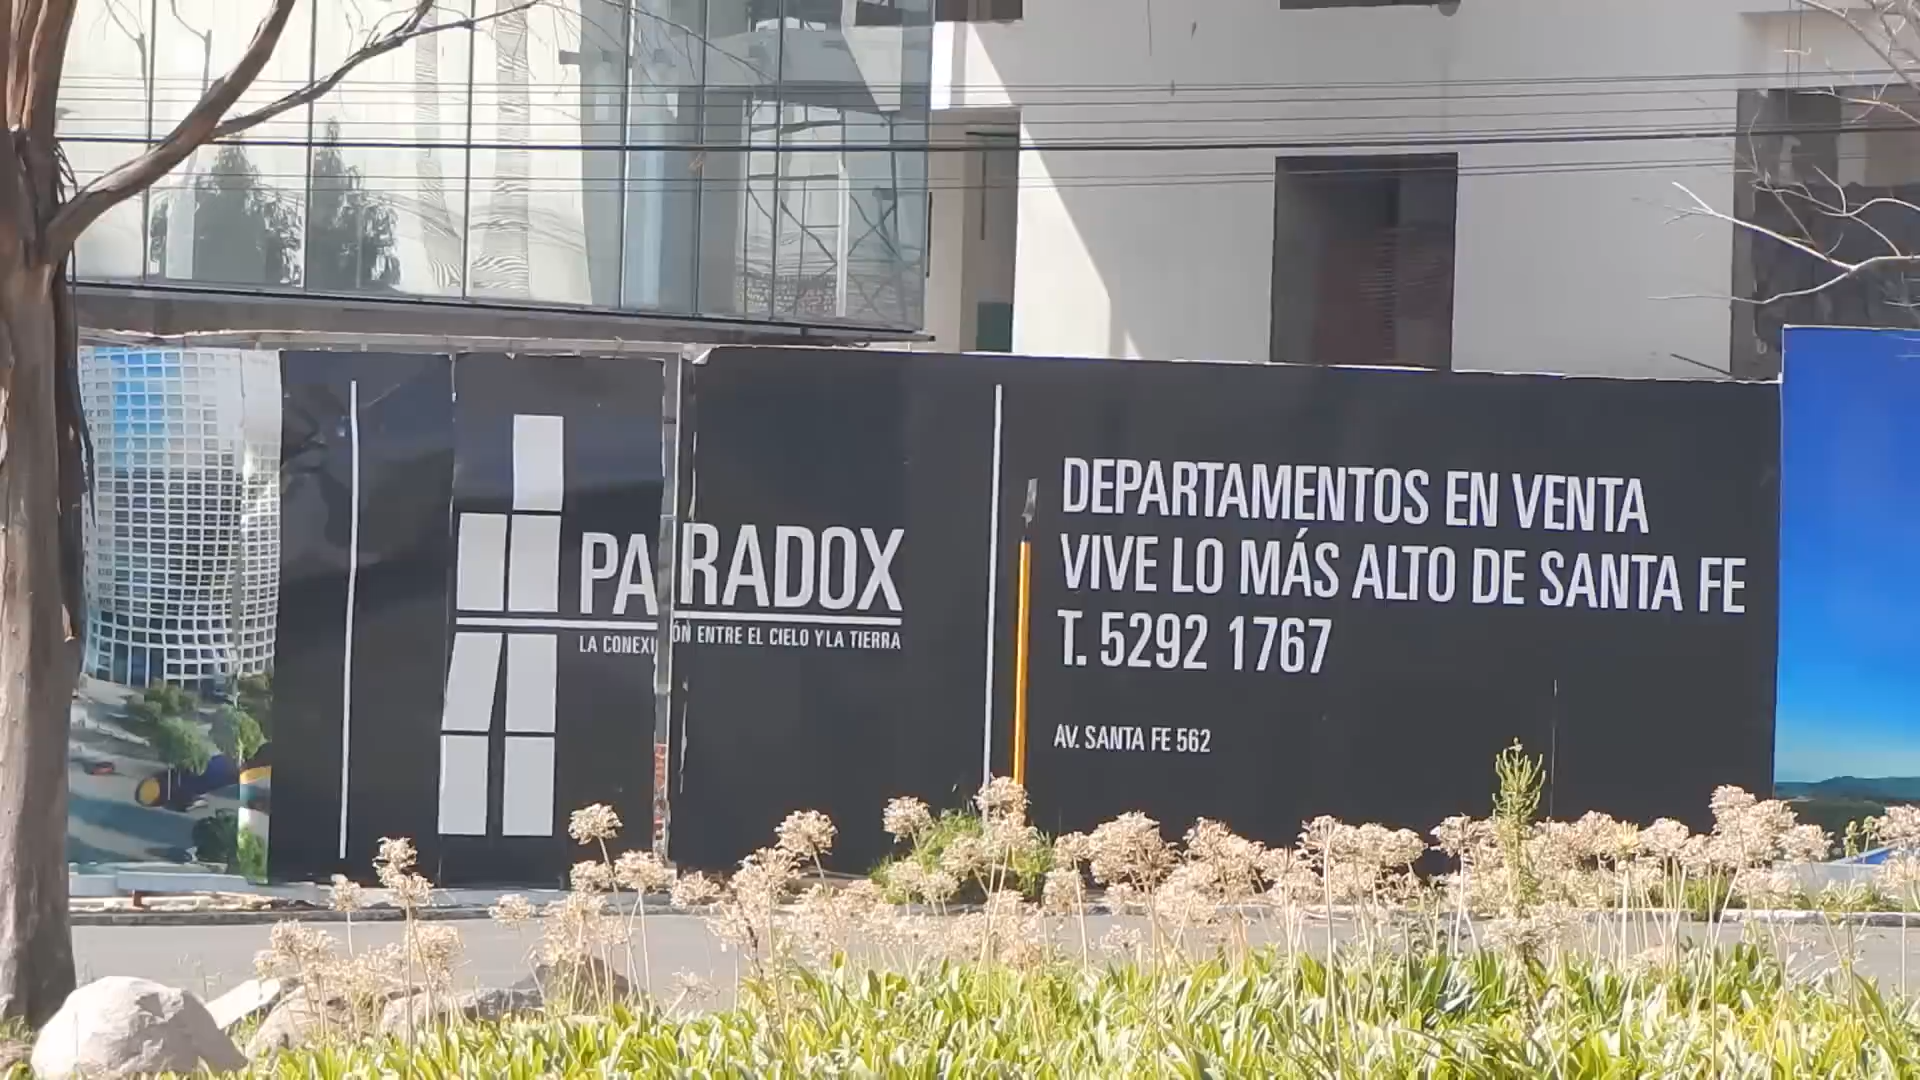 PARADOX
LA CONEXIÓN ENTRE EL CIELO Y LA TIERRA
DEPARTAMENTOS EN VENTA
VIVE LO MÁS ALTO DE SANTA FE
T. 5292 1767
AV. SANTA FE 562